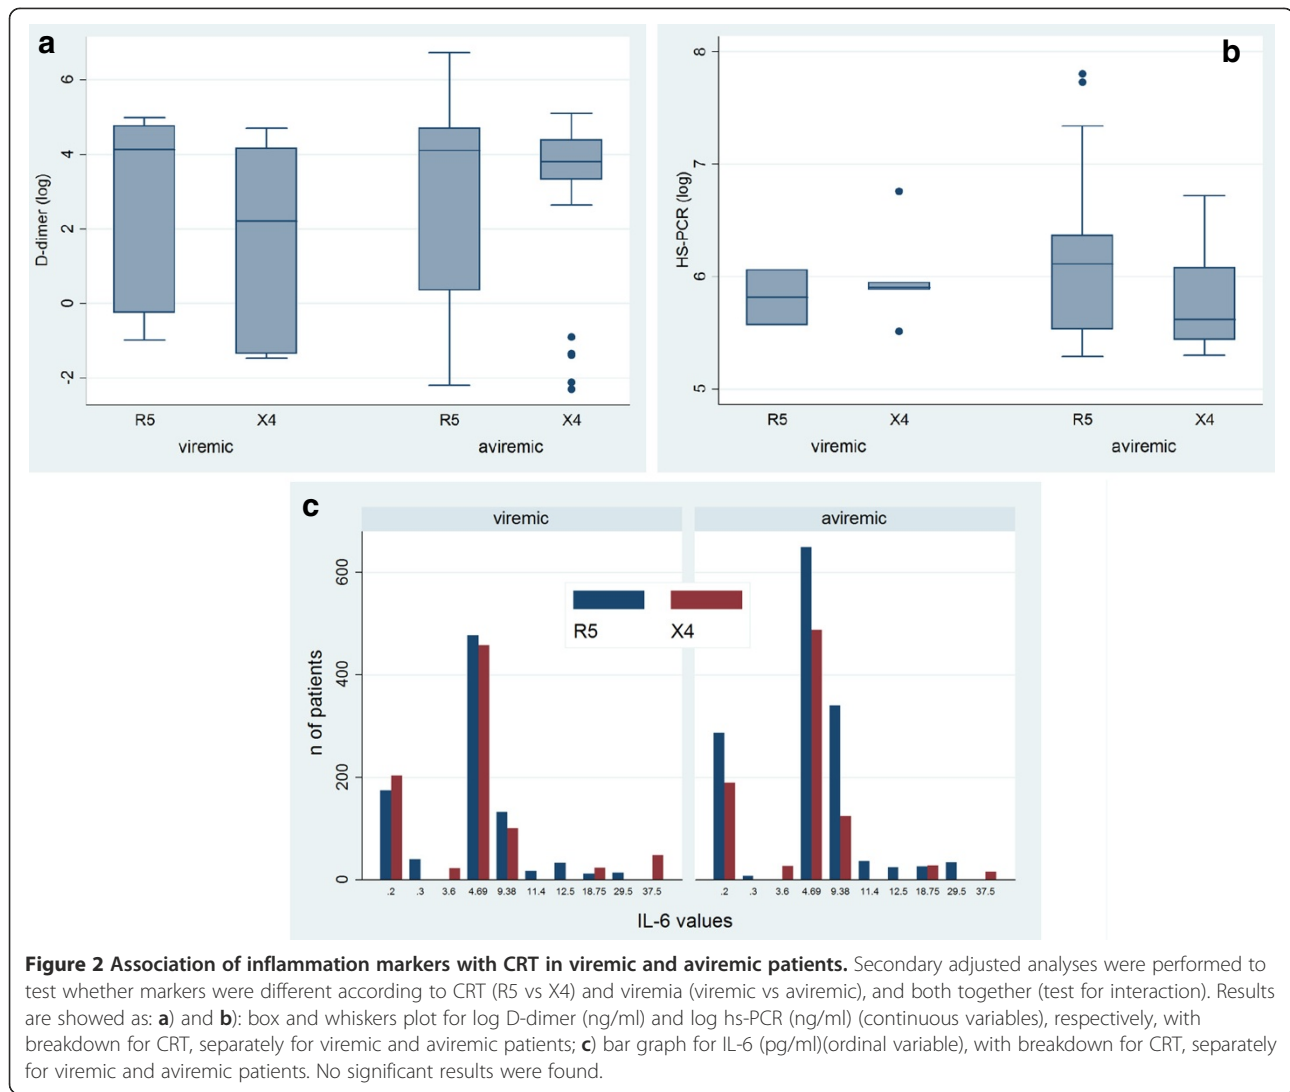 a
D-dimer (log)
6
4
2
0
-2
R5 X4 R5 X4
viremic aviremic
b
HS-PCR (log)
8
7
6
5
R5 X4 R5 X4
viremic aviremic
c
viremic aviremic
R5 X4
n of patients
600
400
200
0
.2 .3 3.6 4.69 9.38 11.4 12.5 18.75 29.5 37.5 .2 .3 3.6 4.69 9.38 11.4 12.5 18.75 29.5 37.5
IL-6 values
Figure 2 Association of inflammation markers with CRT in viremic and aviremic patients. Secondary adjusted analyses were performed to
test whether markers were different according to CRT (R5 vs X4) and viremia (viremic vs aviremic), and both together (test for interaction). Results
are showed as: a) and b): box and whiskers plot for log D-dimer (ng/ml) and log hs-PCR (ng/ml) (continuous variables), respectively, with
breakdown for CRT, separately for viremic and aviremic patients; c) bar graph for IL-6 (pg/ml)(ordinal variable), with breakdown for CRT, separately
for viremic and aviremic patients. No significant results were found.